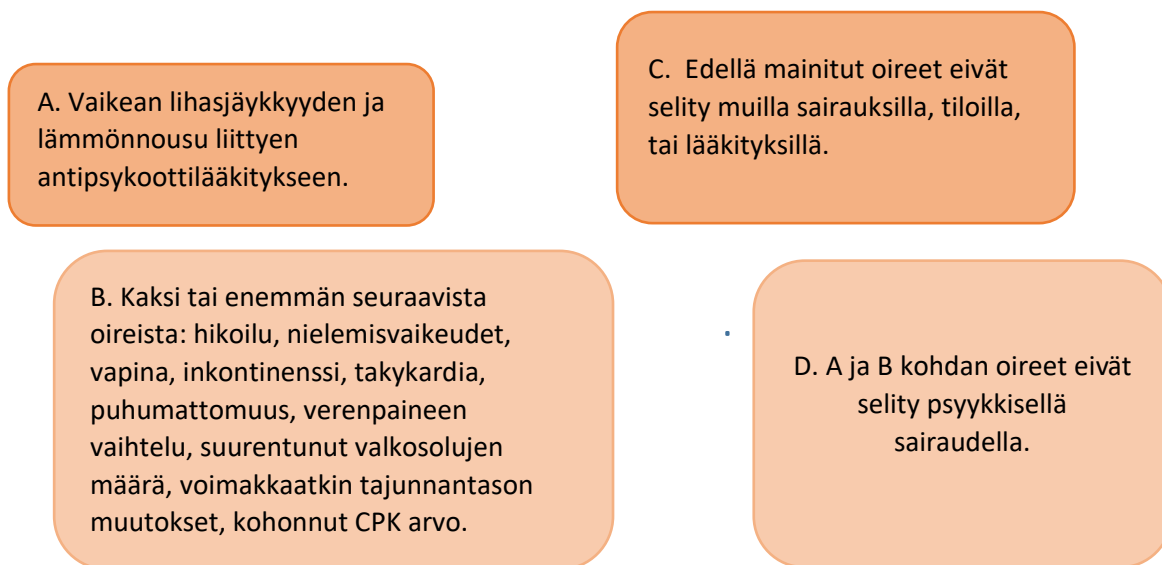 A. Vaikean lihasjäykkyyden ja
lämmönnousu liittyen
antipsykoottilääkitykseen.
B. Kaksi tai enemmän seuraavista
oireista: hikoilu, nielemisvaikeudet,
vapina, inkontinenssi, takykardia,
puhumattomuus, verenpaineen
vaihtelu, suurentunut valkosolujen
määrä, voimakkaatkin tajunnantason
muutokset, kohonnut CPK arvo.
C. Edellä mainitut oireet eivät
selity muilla sairauksilla, tiloilla,
tai lääkityksillä.
D. A ja B kohdan oireet eivät
selity psyykkisellä
sairaudella.